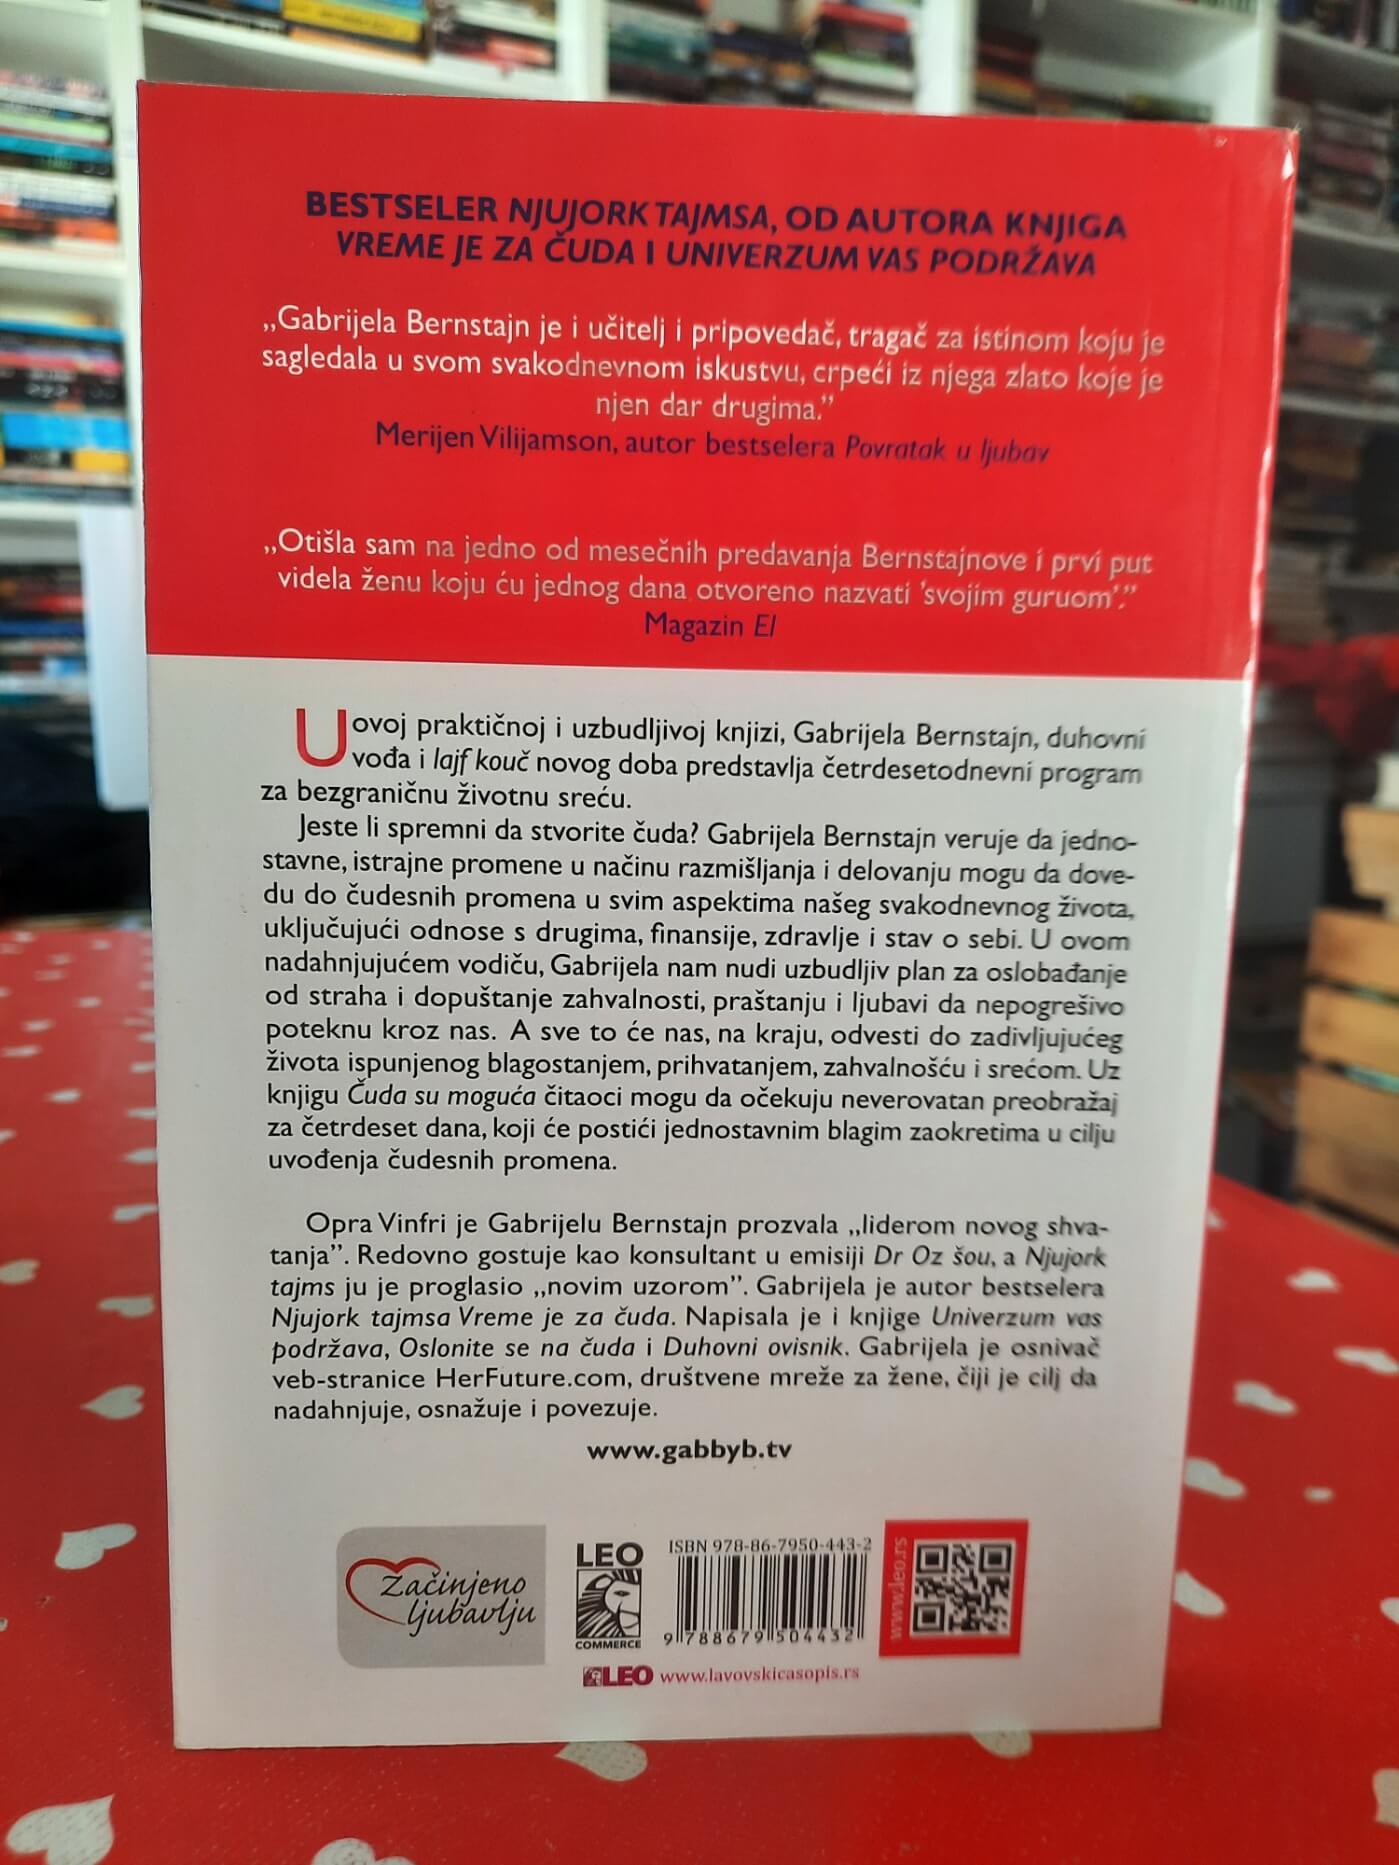 BESTSELER NJUJORK TAJMSA, OD AUTORA KNJIGA
VREME JE ZA ČUDA I UNIVERZUM VAS PODRŽAVA
„Gabrijela Bernstajn je i učitelj i pripovedač, tragač za istinom koju je
sagledala u svom svakodnevnom iskustvu, crpeći iz njega zlato koje je
njen dar drugima.”
Merijen Vilijamson, autor bestselera Povratak u ljubav
„Otišla sam na jedno od mesečnih predavanja Bernstajnove i prvi put
videla ženu koju ću jednog dana otvoreno nazvati 'svojim guruom'.”
Magazin El
U ovoj praktičnoj i uzbudljivoj knjizi, Gabrijela Bernstajn, duhovni
vođa i lajf kouč novog doba predstavlja četrdesetodnevni program
za bezgraničnu životnu sreću.
Jeste li spremni da stvorite čuda? Gabrijela Bernstajn veruje da jedno-
stavne, istrajne promene u načinu razmišljanja i delovanju mogu da dove-
du do čudesnih promena u svim aspektima našeg svakodnevnog života,
uključujući odnose s drugima, finansije, zdravlje i stav o sebi. U ovom
nadahnjujućem vodiču, Gabrijela nam nudi uzbudljiv plan za oslobađanje
od straha i dopuštanje zahvalnosti, praštanju i ljubavi da nepogrešivo
poteknu kroz nas. A sve to će nas, na kraju, odvesti do zadivljujućeg
života ispunjenog blagostanjem, prihvatanjem, zahvalnošću i srećom. Uz
knjigu Čuda su moguća čitaoci mogu da očekuju neverovatan preobražaj
za četrdeset dana, koji će postići jednostavnim blagim zaokretima u cilju
uvođenja čudesnih promena.
Opra Vinfri je Gabrijelu Bernstajn prozvala „liderom novog shva-
tanja”. Redovno gostuje kao konsultant u emisiji Dr Oz šou, a Njujork
tajms ju je proglasio „novim uzorom”. Gabrijela je autor bestselera
Njujork tajmsa Vreme je za čuda. Napisala je i knjige Univerzum vas
podržava, Oslonite se na čuda i Duhovni ovisnik. Gabrijela je osnivač
veb-stranice HerFuture.com, društvene mreže za žene, čiji je cilj da
nadahnjuje, osnažuje i povezuje.
www.gabbyb.tv
Začinjeno
ljubavlju
LEO
COMMERCE
ISBN 978-86-7950-443-2
9 788679 504432
www.leo.rs
LEO www.lavovskicasopis.rs